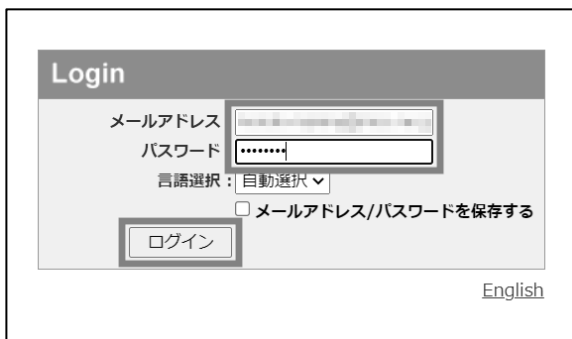 Login
メールアドレス
パスワード ••••••••
言語選択 : 自動選択
メールアドレス/パスワードを保存する
ログイン
English